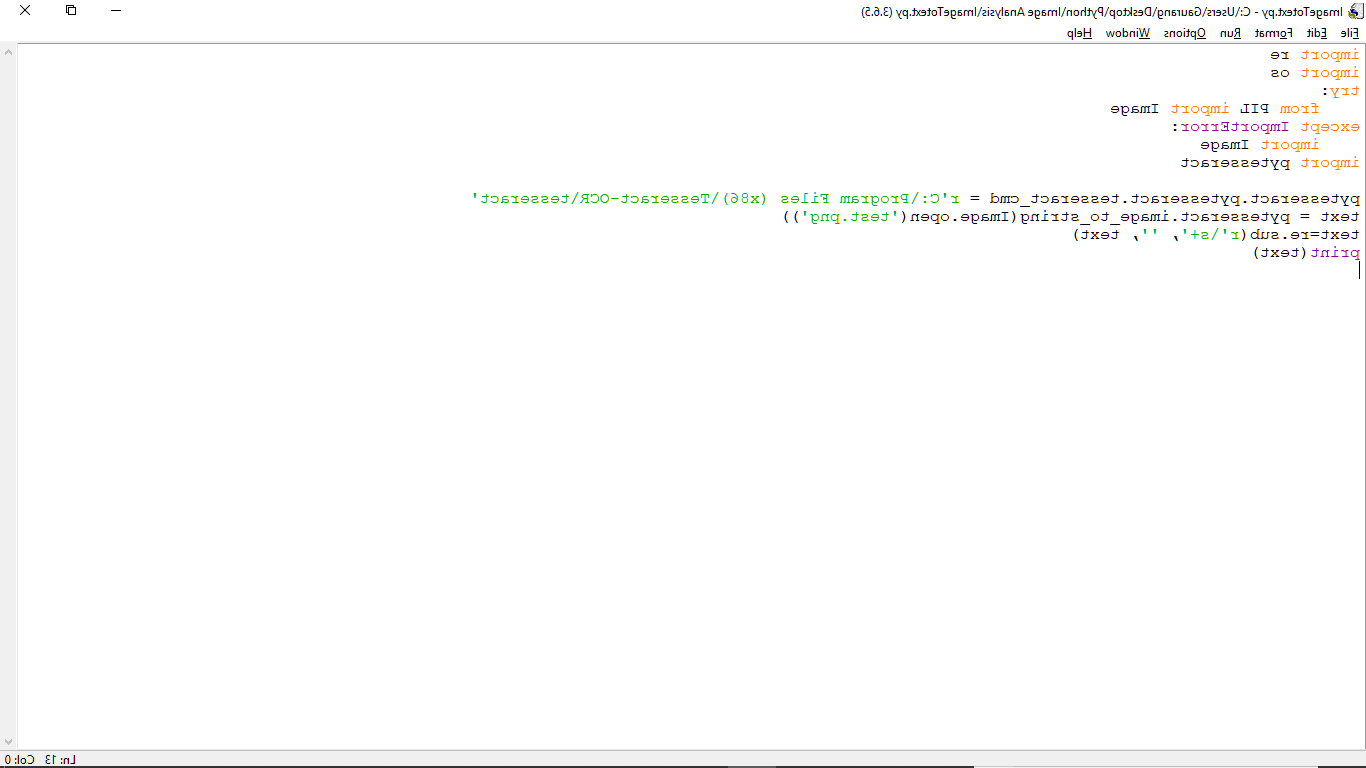 ImageTotext.py - C:/Users/Gaurang/Desktop/Python/Image Analysis/ImageTotext.py (3.6.5)
File Edit Format Run Options Window Help
import re
import os
try:
    from PIL import Image
except ImportError:
    import Image
import pytesseract
pytesseract.pytesseract.tesseract_cmd = r'C:\Program Files (x86)\Tesseract-OCR\tesseract'
text = pytesseract.image_to_string(Image.open('test.png'))
text=re.sub(r'\s+', '', text)
print(text)
Ln: 13 Col: 0